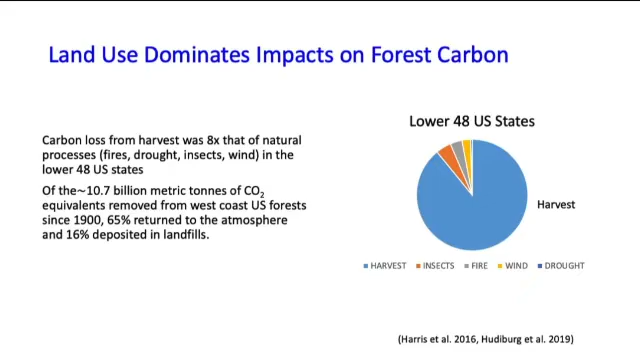 Land Use Dominates Impacts on Forest Carbon
Carbon loss from harvest was 8x that of natural
processes (fires, drought, insects, wind) in the
lower 48 US states
Of the~10.7 billion metric tonnes of CO₂
equivalents removed from west coast US forests
since 1900, 65% returned to the atmosphere
and 16% deposited in landfills.
Lower 48 US States
Harvest
HARVEST INSECTS FIRE WIND DROUGHT
(Harris et al. 2016, Hudiburg et al. 2019)